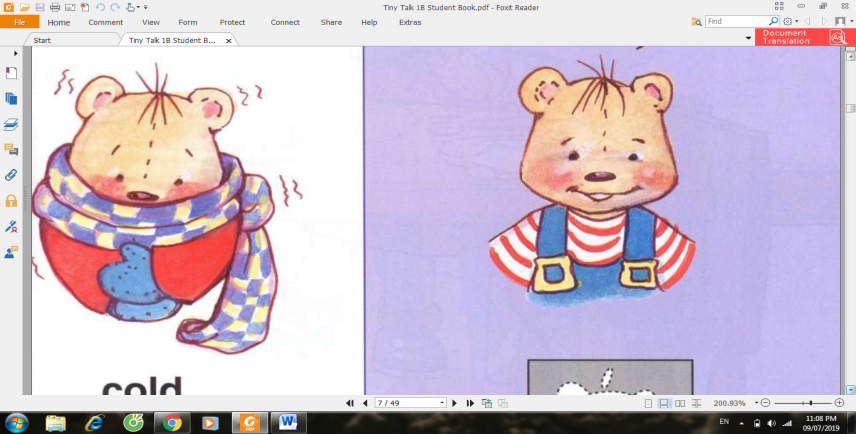 Tiny Talk 1B Student Book.pdf - Foxit Reader
File Home Comment View Form Protect Connect Share Help Extras
Find
Start
Tiny Talk 1B Student B...
Document
Translation
cold
7 / 49
200.93%
EN
11:08 PM
09/07/2019